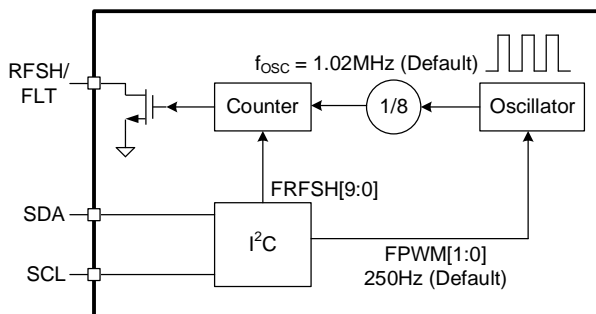 RFSH/
FLT
fOSC = 1.02MHz (Default)
Counter
1/8
Oscillator
FRFSH[9:0]
SDA
I²C
SCL
FPWM[1:0]
250Hz (Default)